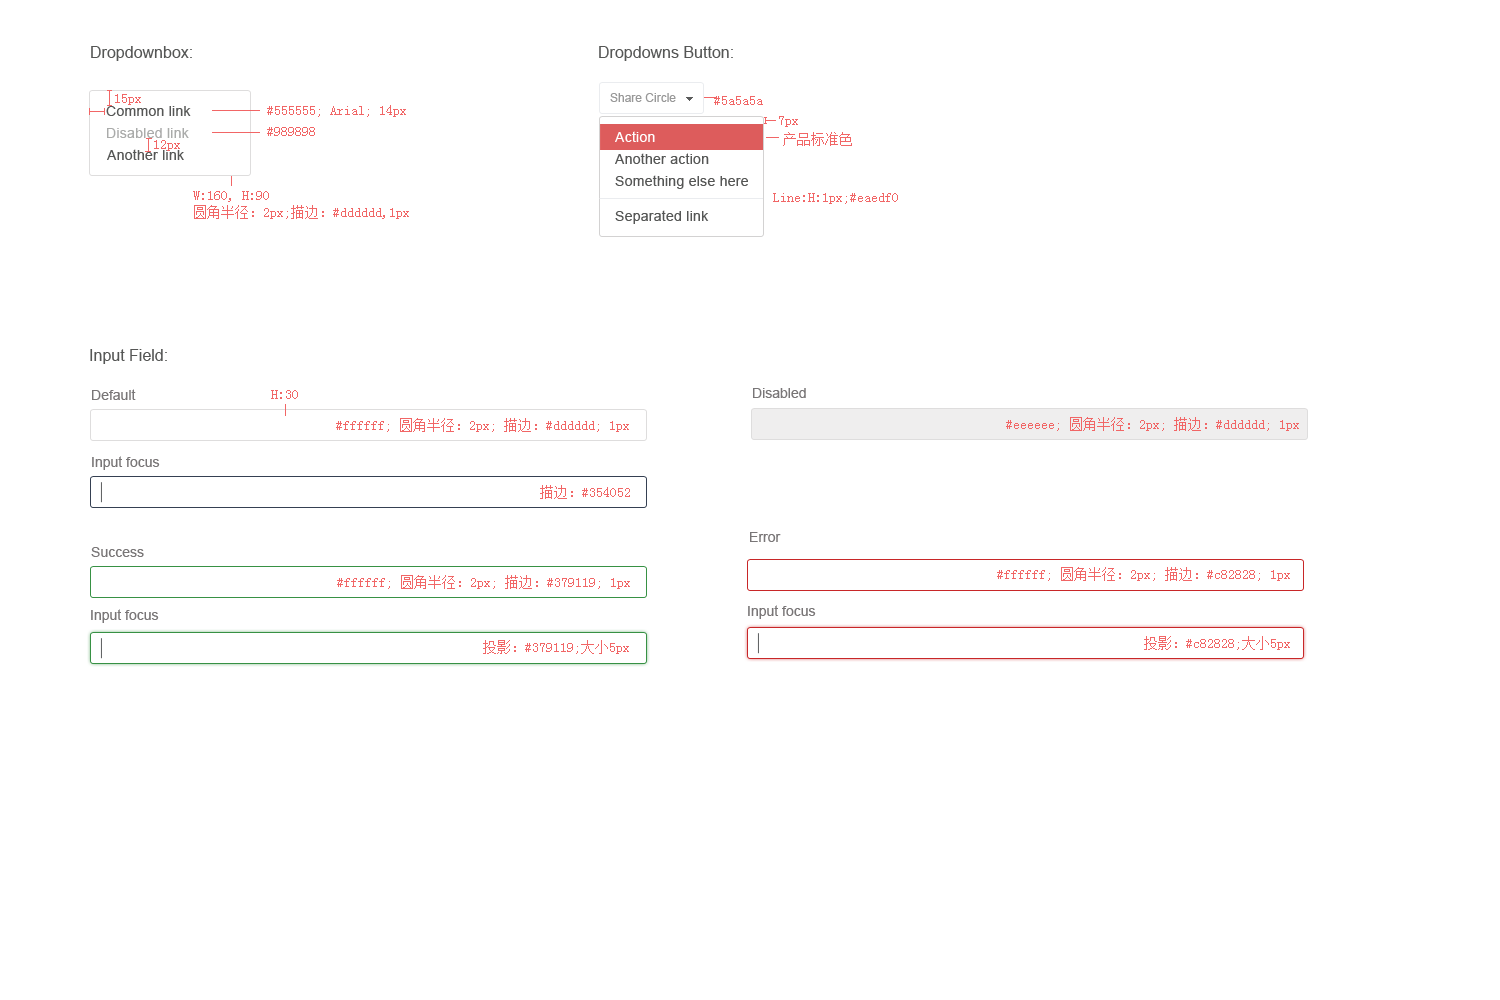 Dropdownbox:
15px
Common link
#555555; Arial; 14px
Disabled link
#989898
12px
Another link
W:160, H:90
圆角半径: 2px;描边: #dddddd,1px
Dropdowns Button:
Share Circle
#5a5a5a
7px
Action
产品标准色
Another action
Something else here
Line:H:1px;#eaedf0
Separated link
Input Field:
Default
H:30
#ffffff; 圆角半径: 2px; 描边: #dddddd; 1px
Disabled
#eeeeee; 圆角半径: 2px; 描边: #dddddd; 1px
Input focus
描边: #354052
Success
#ffffff; 圆角半径: 2px; 描边: #379119; 1px
Input focus
投影: #379119;大小5px
Error
#ffffff; 圆角半径: 2px; 描边: #c82828; 1px
Input focus
投影: #c82828;大小5px